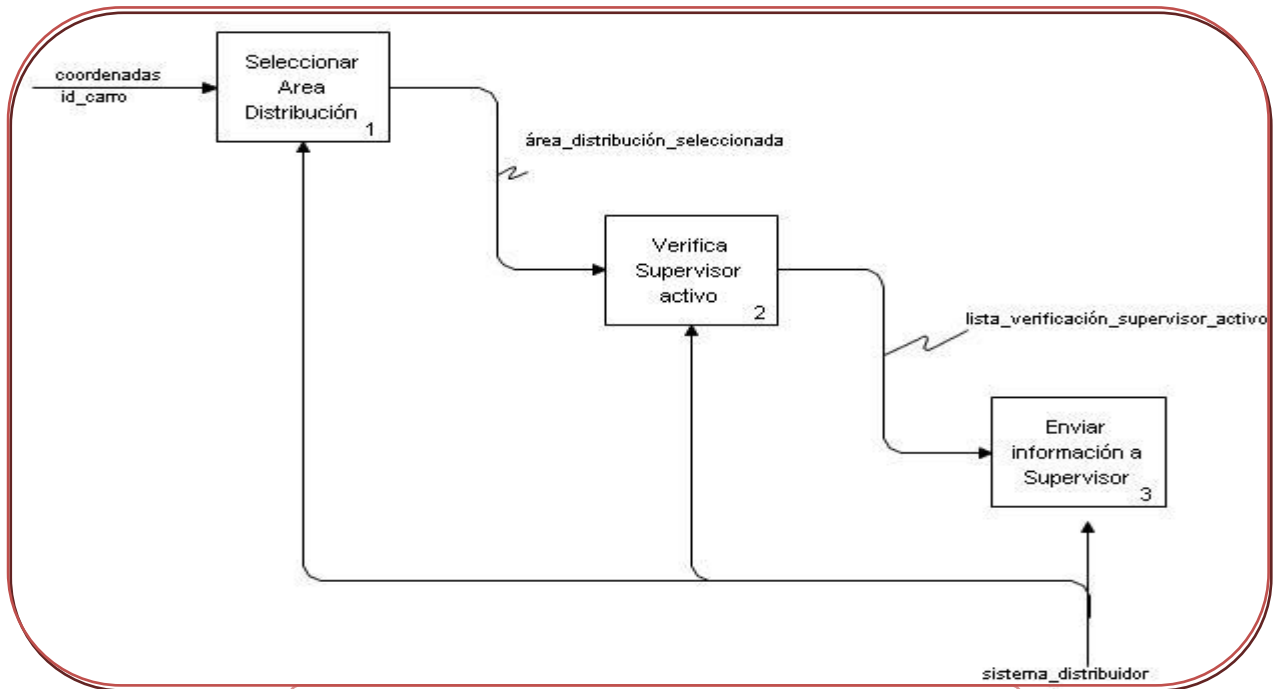 coordenadas
id_carro
Seleccionar
Area
Distribución
1
área_distribución_seleccionada
Verifica
Supervisor
activo
2
lista_verificación_supervisor_activo
Enviar
información a
Supervisor
3
sistema_distribuidor